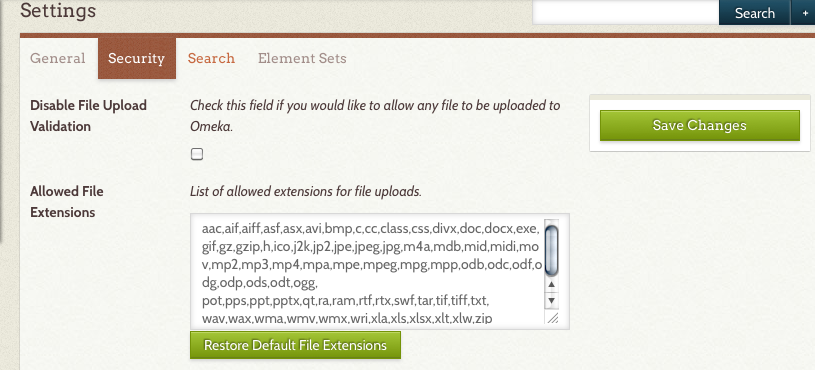 Settings
Search +
General Security Search Element Sets
Disable File Upload Validation
Check this field if you would like to allow any file to be uploaded to
Omeka.
Save Changes
Allowed File Extensions
List of allowed extensions for file uploads.
aac,aif,aiff,asf,asx,avi,bmp,c,cc,class,css,divx,doc,docx,exe,
gif,gz,gzip,h,ico,j2k,jp2,jpe,jpeg,jpg,m4a,mdb,mid,midi,mo
v,mp2,mp3,mp4,mpa,mpe,mpeg,mpg,mpp,odb,odc,odf,o
dg,odp,ods,odt,ogg,
pot,pps,ppt,pptx,qt,ra,ram,rtf,rtx,swf,tar,tif,tiff,txt,
wav,wax,wma,wmv,wmx,wri,xla,xls,xlsx,xlt,xlw,zip
Restore Default File Extensions